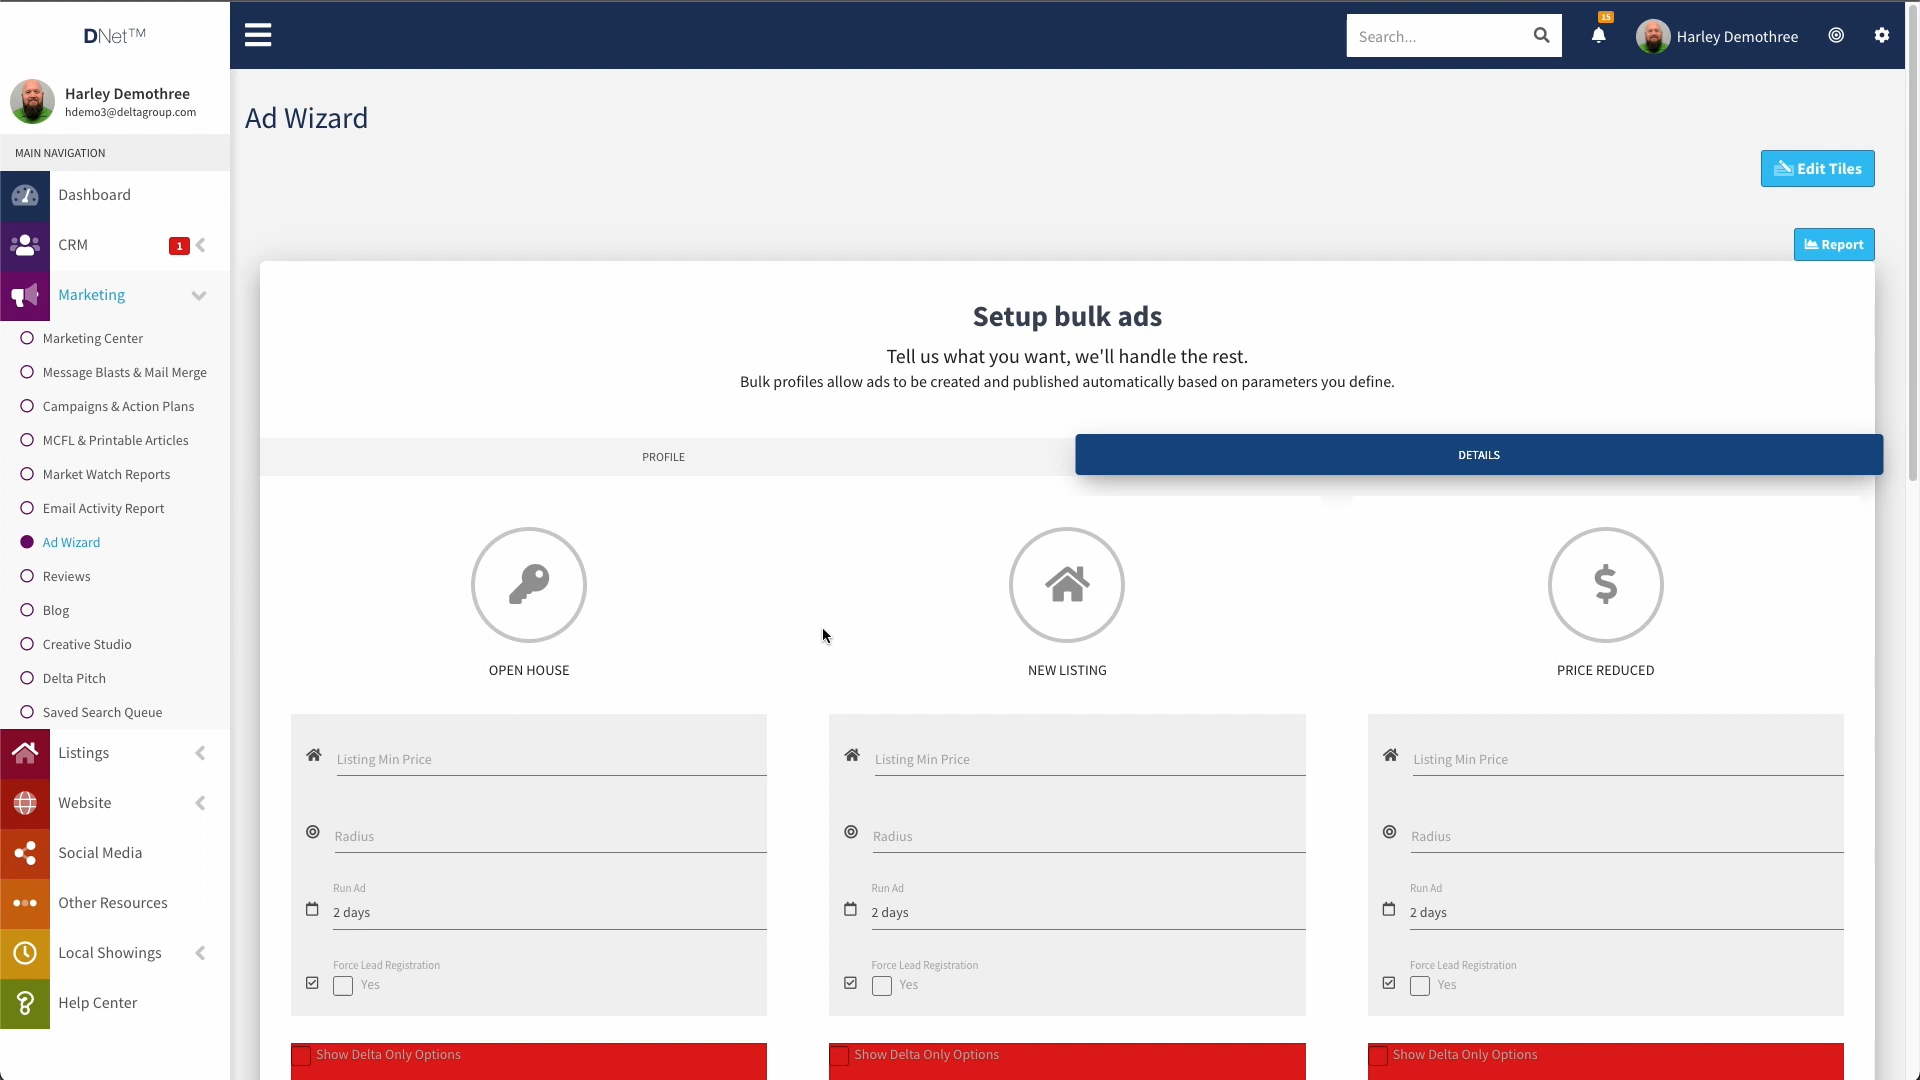 DNet™
Search...
15
Harley Demothree
Harley Demothree
hdemo3@deltagroup.com
MAIN NAVIGATION
Dashboard
CRM
1
Marketing
Marketing Center
Message Blasts & Mail Merge
Campaigns & Action Plans
MCFL & Printable Articles
Market Watch Reports
Email Activity Report
Ad Wizard
Reviews
Blog
Creative Studio
Delta Pitch
Saved Search Queue
Listings
Website
Social Media
Other Resources
Local Showings
Help Center
Ad Wizard
Edit Tiles
Report
Setup bulk ads
Tell us what you want, we'll handle the rest.
Bulk profiles allow ads to be created and published automatically based on parameters you define.
PROFILE
DETAILS
OPEN HOUSE
Listing Min Price
Radius
Run Ad
2 days
Force Lead Registration
Yes
Show Delta Only Options
NEW LISTING
Listing Min Price
Radius
Run Ad
2 days
Force Lead Registration
Yes
Show Delta Only Options
PRICE REDUCED
Listing Min Price
Radius
Run Ad
2 days
Force Lead Registration
Yes
Show Delta Only Options